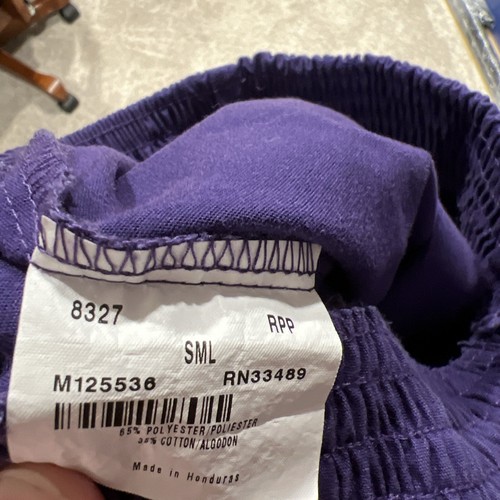 8327 RPP
SML
M125536 RN33489
65% POLYESTER/POLIESTER
35% COTTON/ALGODON
Made in Honduras